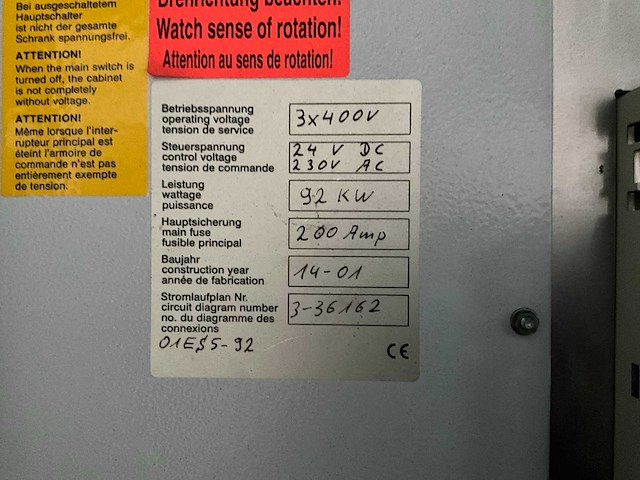 Bei ausgeschaltetem
Hauptschalter
ist nicht der gesamte
Schrank spannungsfrei.
ATTENTION!
When the main switch is
turned off, the cabinet
is not completely
without voltage.
ATTENTION!
Même lorsque l'inter-
rupteur principal est
éteint l'armoire de
commande n'est pas
entièrement exempte
de tension.
Drehrichtung beachten!
Watch sense of rotation!
Attention au sens de rotation!
Betriebsspannung
operating voltage
tension de service
3x400V
Steuerspannung
control voltage
tension de commande
24 V DC
230V AC
Leistung
wattage
puissance
92 KW
Hauptsicherung
main fuse
fusible principal
200 Amp
Baujahr
construction year
année de fabrication
14-01
Stromlaufplan Nr.
circuit diagram number
no. du diagramme des
connexions
3-36162
01ES5-92
CE